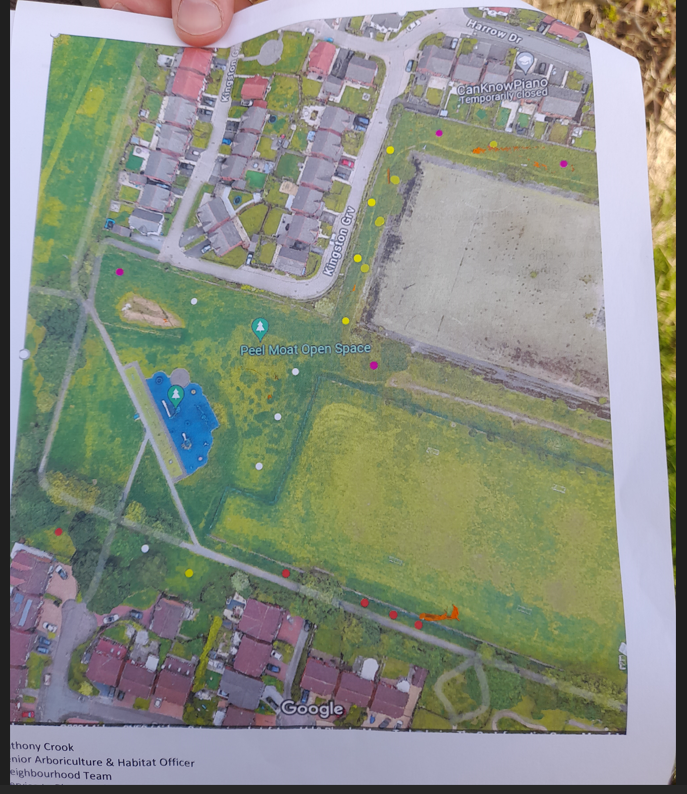 Harrow Dr
Kingston
CanKnowPiano
Temporarily closed
Kingston Grv
Peel Moat Open Space
Google
thony Crook
nior Arboriculture & Habitat Officer
eighbourhood Team